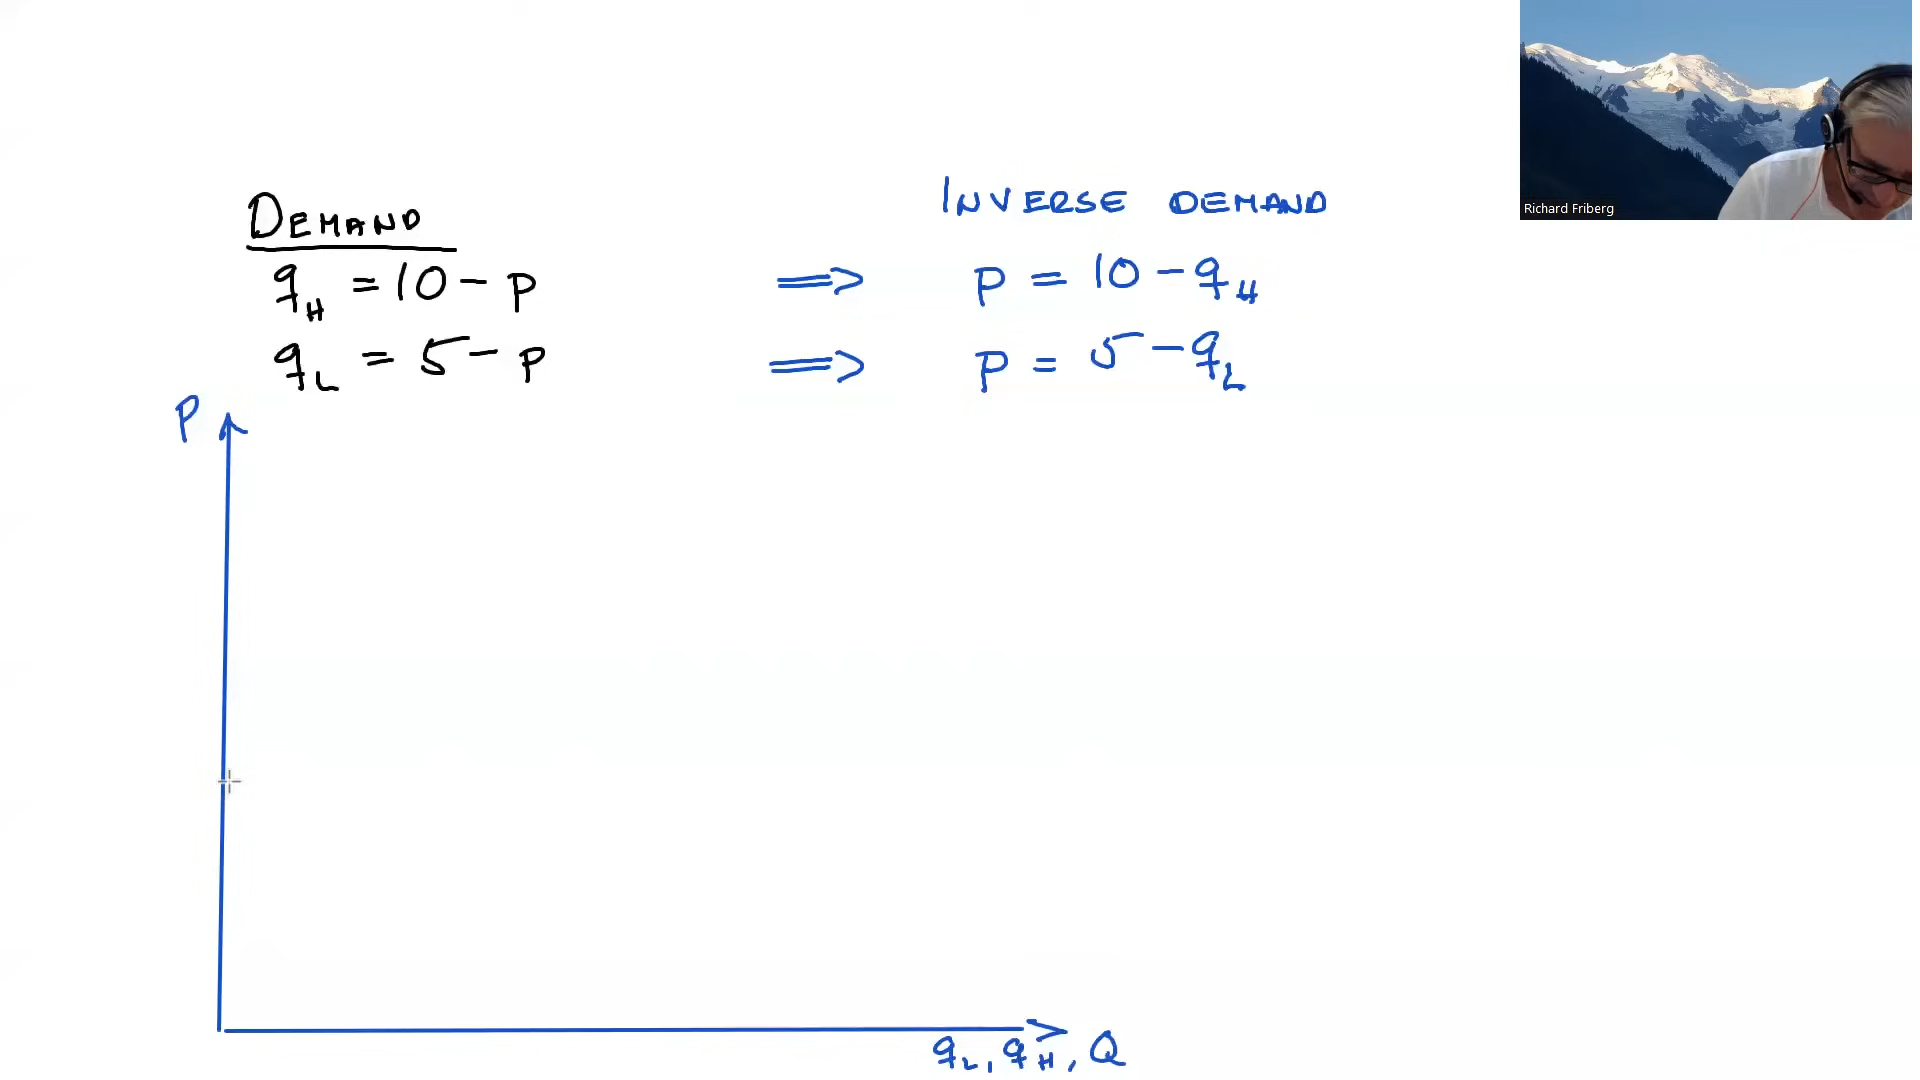 Richard Friberg
DEMAND
INVERSE DEMAND
q_H = 10 - p
⟹ p = 10 - q_H
q_L = 5 - p
⟹ p = 5 - q_L
P
q_L, q_H, Q